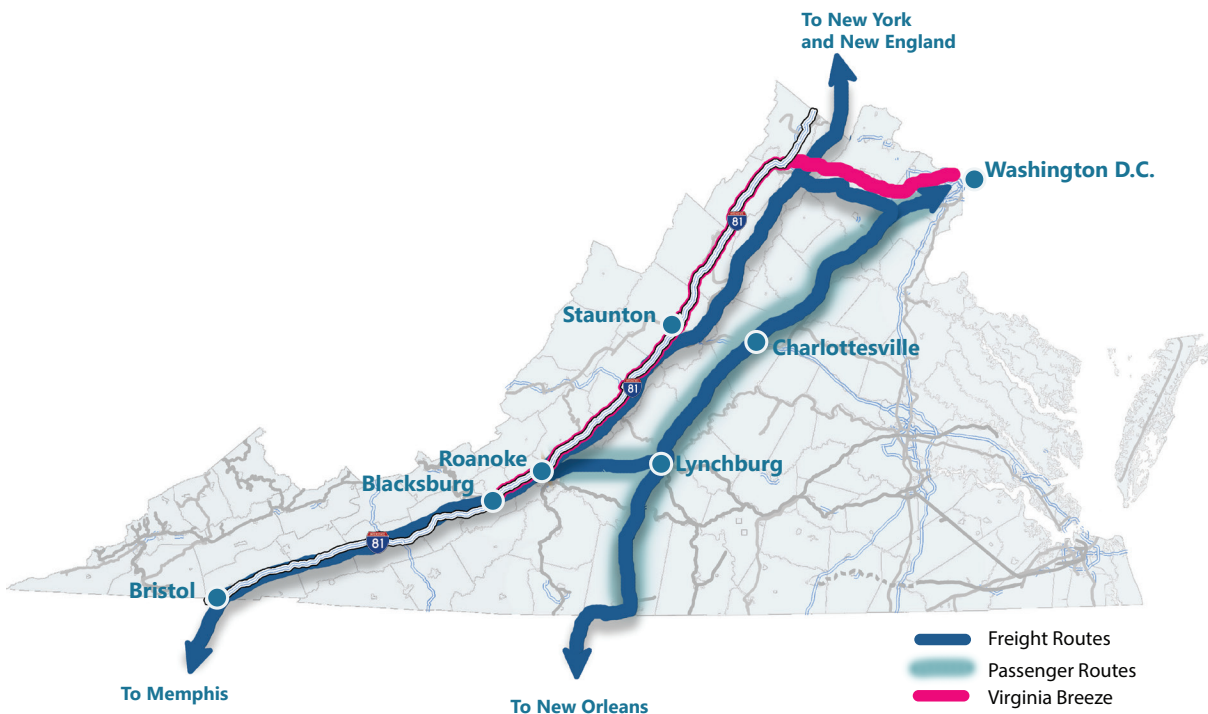 To New York
and New England
Washington D.C.
81
Staunton
Charlottesville
81
Roanoke
Lynchburg
Blacksburg
81
Bristol
Freight Routes
Passenger Routes
To Memphis
Virginia Breeze
To New Orleans